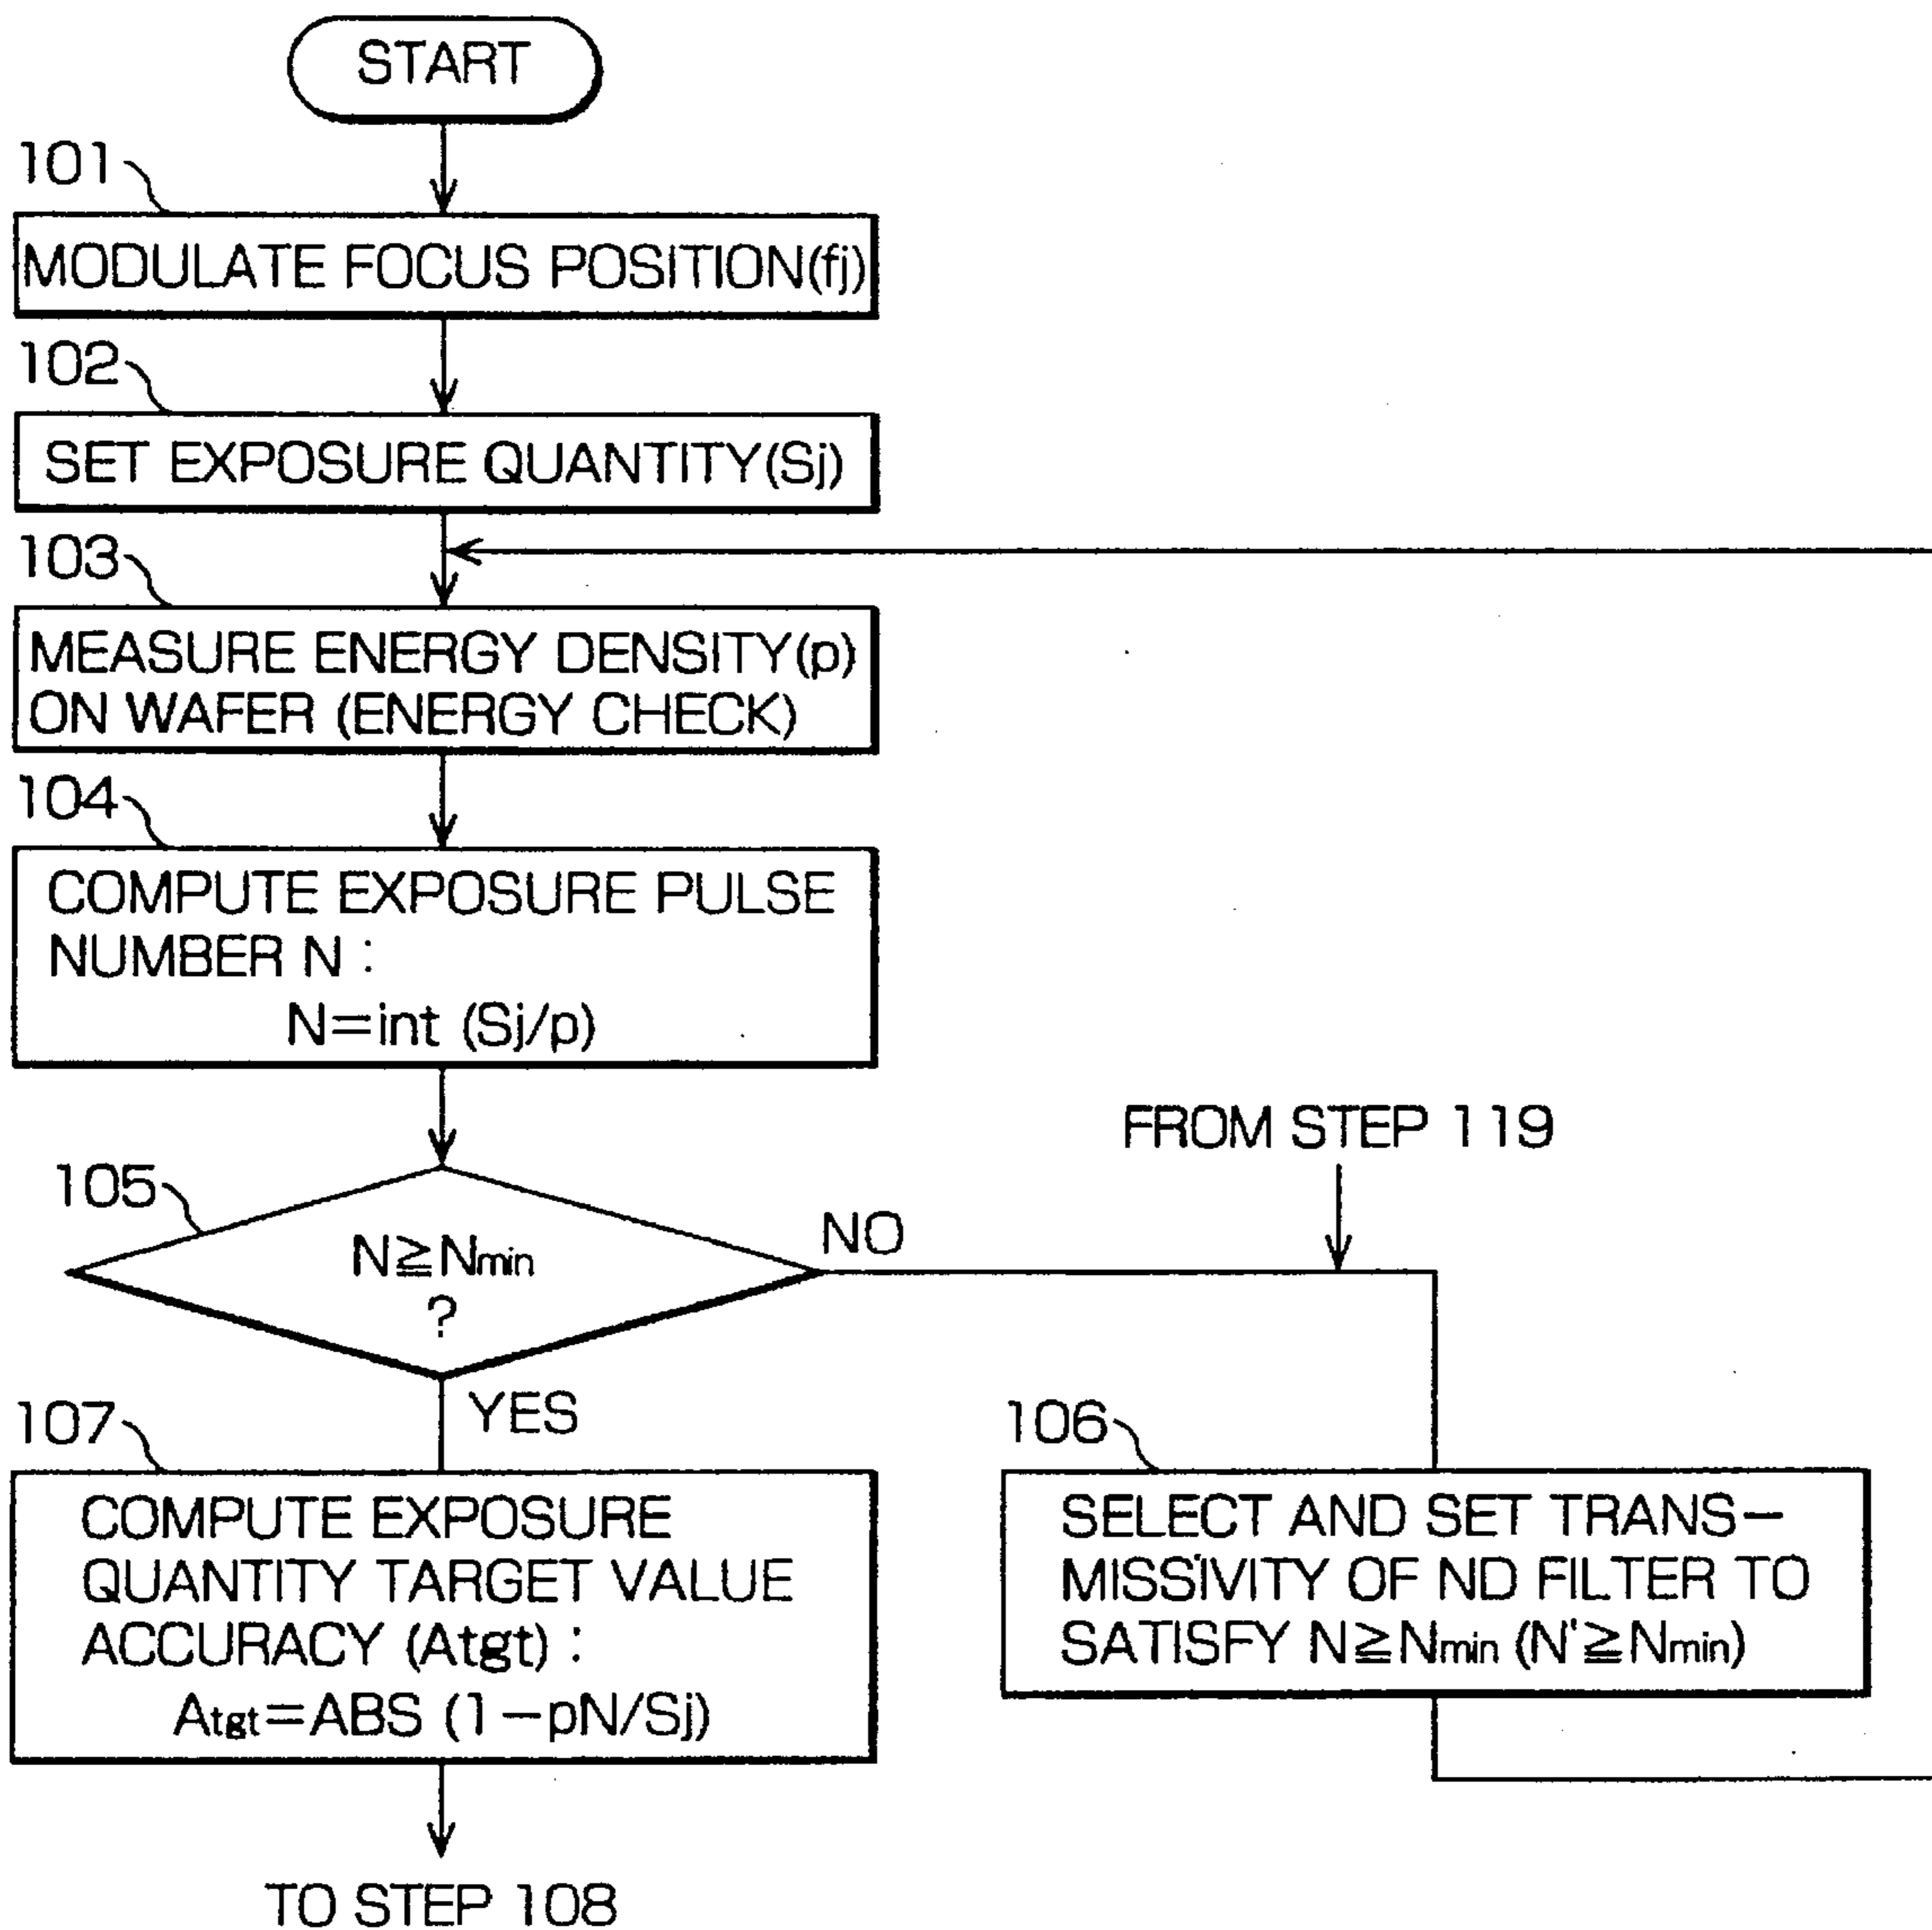 START
101
MODULATE FOCUS POSITION(fj)
102
SET EXPOSURE QUANTITY(Sj)
103
MEASURE ENERGY DENSITY(p)
ON WAFER (ENERGY CHECK)
104
COMPUTE EXPOSURE PULSE
NUMBER N :
N=int (Sj/p)
FROM STEP 119
105
N≧Nmin
?
NO
YES
107
COMPUTE EXPOSURE
QUANTITY TARGET VALUE
ACCURACY (Atgt) :
Atgt=ABS (1-pN/Sj)
106
SELECT AND SET TRANS-
MISSIVITY OF ND FILTER TO
SATISFY N≧Nmin (N'≧Nmin)
TO STEP 108